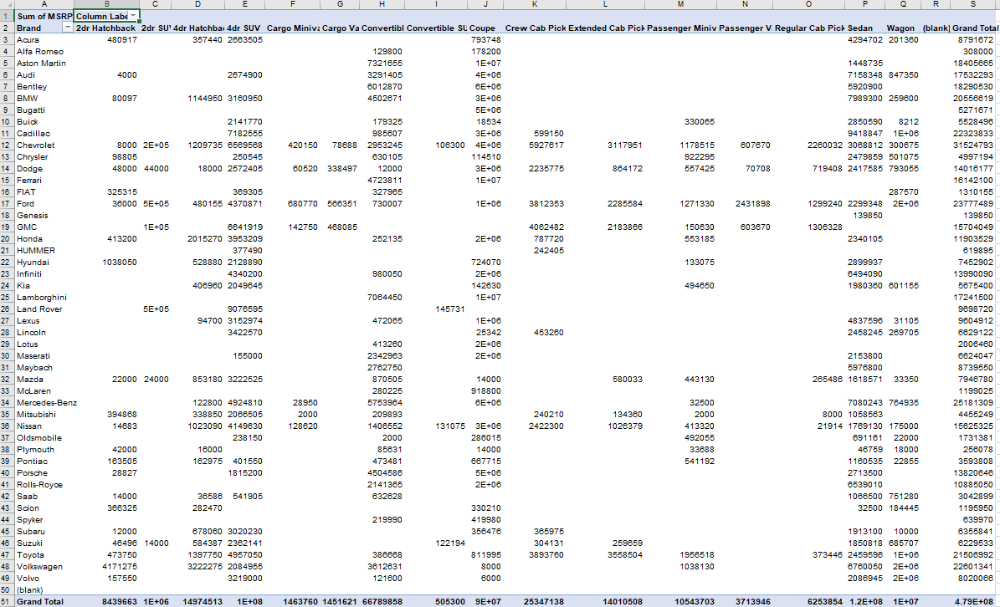 A B C D E F G H I J K L M N O P Q R S
1 Sum of MSRP Column Labe
2 Brand 2dr Hatchback 2dr SU 4dr Hatchba 4dr SUV Cargo Miniv Cargo Va Convertibl Convertible SU Coupe Crew Cab Pick Extended Cab Pick Passenger Miniv Passenger V Regular Cab Pick Sedan Wagon (blank) Grand Total
3 Acura 480917 357440 2663505 793748 4294702 201360 8791672
4 Alfa Romeo 129800 178200 308000
5 Aston Martin 7321655 1E+07 1448735 18405665
6 Audi 4000 2674900 3291405 4E+06 7158348 847350 17532293
7 Bentley 6012870 6E+06 5920900 18290530
8 BMW 80097 1144950 3160950 4502671 3E+06 7989300 259600 20556619
9 Bugatti 5E+06 5271671
10 Buick 2141770 179325 18534 330065 2850590 8212 5528496
11 Cadillac 7182555 985607 3E+06 599150 9418847 1E+06 22323833
12 Chevrolet 8000 2E+05 1209735 6569568 420150 78688 2953245 106300 4E+06 5927617 3117951 1178515 607670 2260032 3068812 300675 31524793
13 Chrysler 98805 250545 630105 114510 922295 2479859 501075 4997194
14 Dodge 48000 44000 18000 2572405 60520 338497 12000 3E+06 2235775 864172 557425 70708 719408 2417585 793055 14016177
15 Ferrari 4723811 1E+07 16142100
16 FIAT 325315 369305 327965 287570 1310155
17 Ford 36000 5E+05 480155 4370871 680770 566351 730007 1E+06 3812353 2285584 1271330 2431898 1299240 2299348 2E+06 23777489
18 Genesis 139850 139850
19 GMC 1E+05 6641919 142750 468085 4062482 2183866 150630 603670 1306328 15704049
20 Honda 413200 2015270 3953209 252135 2E+06 787720 553185 2340105 11903529
21 HUMMER 377490 242405 619895
22 Hyundai 1038050 528880 2128890 724070 133075 2899937 7452902
23 Infiniti 4340200 980050 2E+06 6494090 13990090
24 Kia 406960 2049645 142630 494650 1980360 601155 5675400
25 Lamborghini 7064450 1E+07 17241500
26 Land Rover 5E+05 9076595 145731 9698720
27 Lexus 94700 3152974 472065 1E+06 4837596 31105 9604912
28 Lincoln 3422570 25342 453260 2458245 269705 6629122
29 Lotus 413260 2E+06 2006460
30 Maserati 155000 2342963 2E+06 2153800 6624047
31 Maybach 2762750 5976800 8739550
32 Mazda 22000 24000 853180 3222525 870505 14000 580033 443130 265486 1618571 33350 7946780
33 McLaren 280225 918800 1199025
34 Mercedes-Benz 122800 4924810 28950 5753964 6E+06 32500 7080243 764935 25181309
35 Mitsubishi 394868 338850 2066505 2000 209893 240210 134360 2000 8000 1058563 4455249
36 Nissan 14683 1023090 4149630 128620 1406552 131075 3E+06 2422300 1026379 413320 21914 1769130 175000 15625325
37 Oldsmobile 238150 2000 286015 492055 691161 22000 1731381
38 Plymouth 42000 16000 85631 14000 33688 46759 18000 256078
39 Pontiac 163505 162975 401550 473481 667715 541192 1160535 22855 3593808
40 Porsche 28827 1815200 4504586 5E+06 2713500 13820646
41 Rolls-Royce 2141365 2E+06 6539010 10885050
42 Saab 14000 36586 541905 632628 1066500 751280 3042899
43 Scion 366325 282470 330210 32500 184445 1195950
44 Spyker 219990 419980 639970
45 Subaru 12000 678060 3020230 356476 365975 1913100 10000 6355841
46 Suzuki 46496 14000 584387 2362141 122194 304131 259659 1850818 685707 6229533
47 Toyota 473750 1397750 4957050 386668 811995 3893760 3558504 1956518 373446 2459596 1E+06 21506992
48 Volkswagen 4171275 3222275 2084955 3612631 8000 1038130 6760050 2E+06 22601341
49 Volvo 157550 3219000 121600 6000 2086945 2E+06 8020066
50 (blank)
51 Grand Total 8439663 1E+06 14974513 1E+08 1463760 1451621 66789858 505300 9E+07 25347138 14010508 10543703 3713946 6253854 1.2E+08 1E+07 4.79E+08